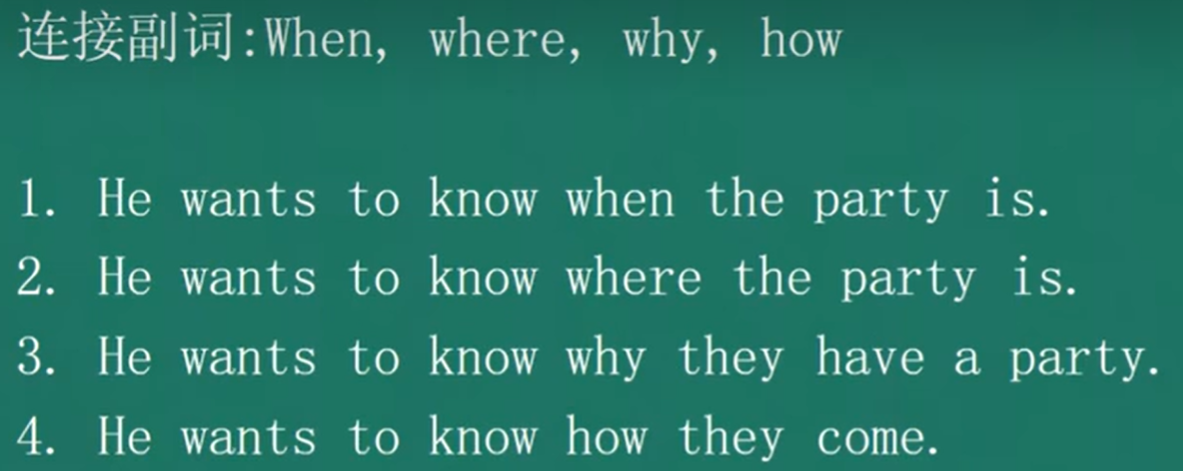 连接副词:When, where, why, how
1. He wants to know when the party is.
2. He wants to know where the party is.
3. He wants to know why they have a party.
4. He wants to know how they come.